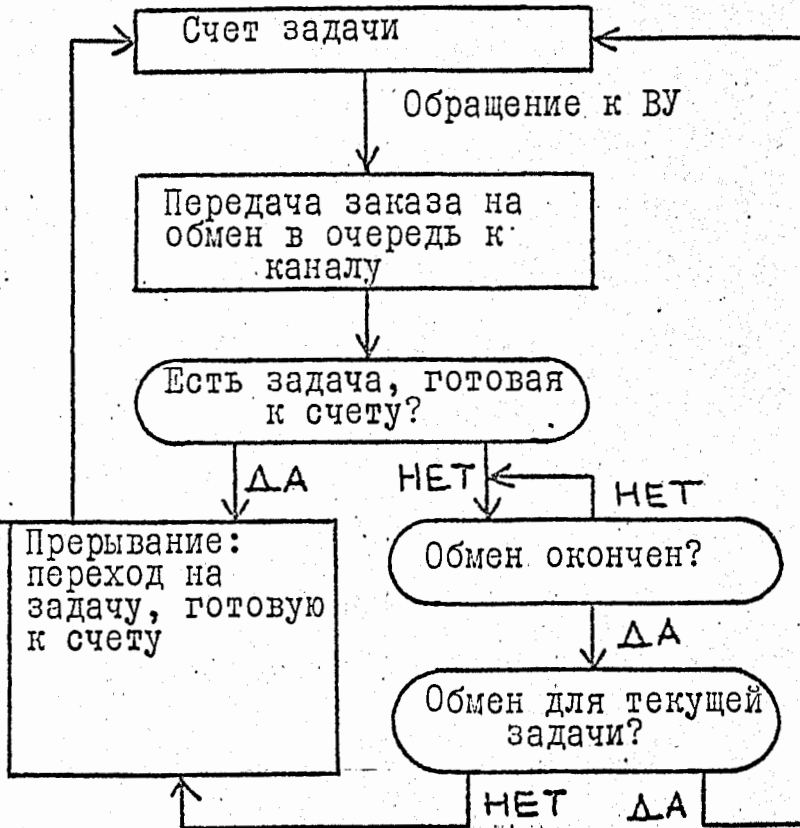 Счет задачи
Обращение к ВУ
Передача заказа на
обмен в очередь к
каналу
Есть задача, готовая
к счету?
ДА
НЕТ
НЕТ
Прерывание:
переход на
задачу, готовую
к счету
Обмен окончен?
ДА
Обмен для текущей
задачи?
НЕТ
ДА